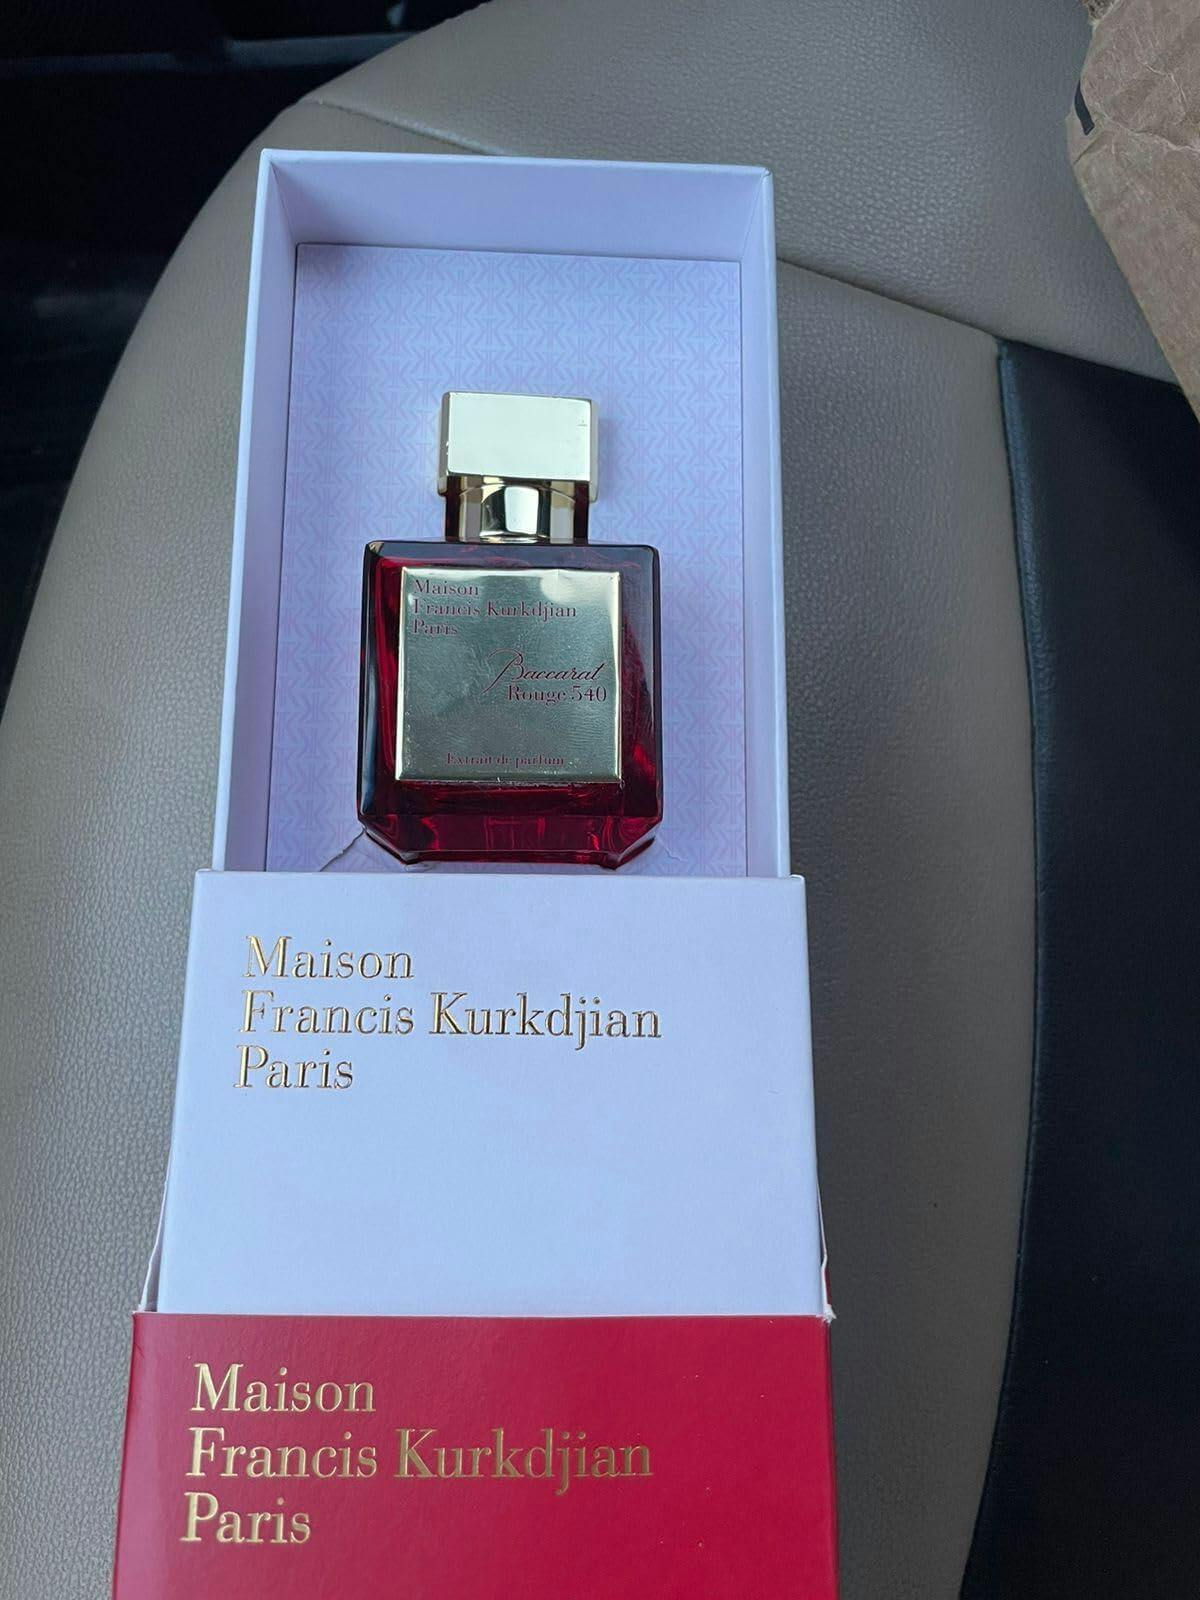 Maison
Francis Kurkdjian
Paris
Baccarat
Rouge 540
Extrait de parfum
Maison
Francis Kurkdjian
Paris
Maison
Francis Kurkdjian
Paris